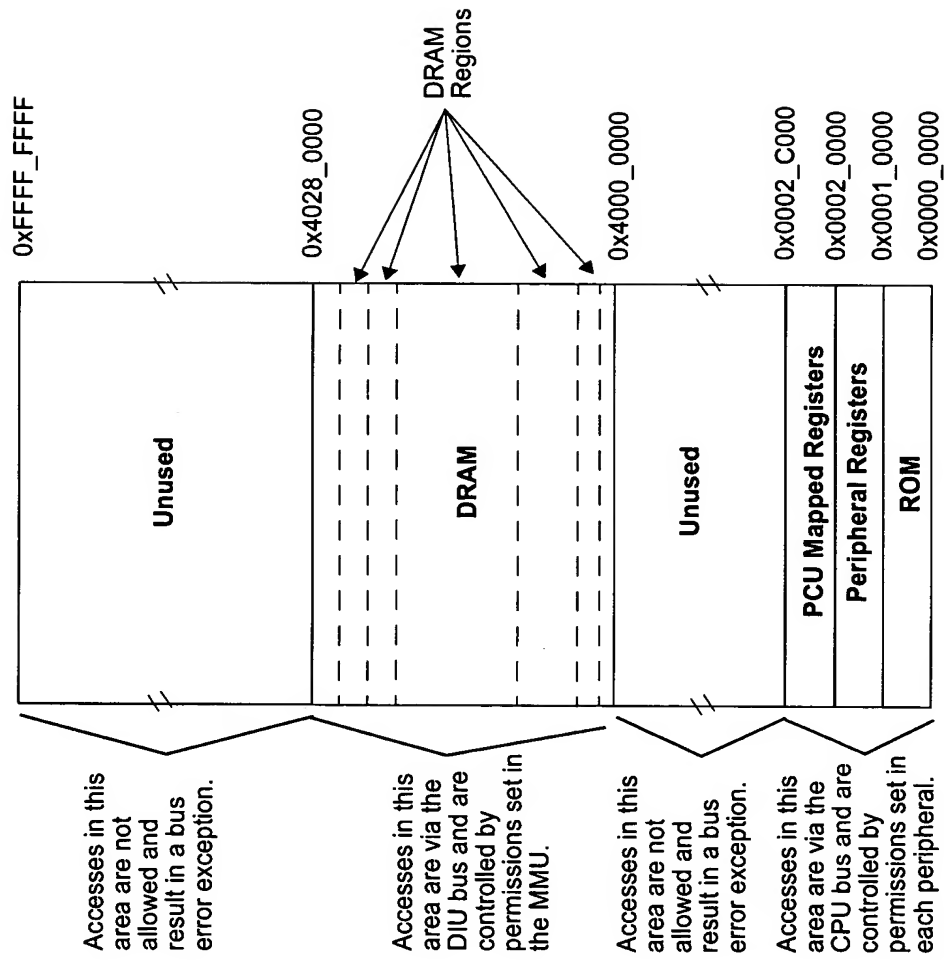 0xFFFF_FFFF
Unused
Accesses in this
area are not
allowed and
result in a bus
error exception.
0x4028_0000
DRAM
DRAM
Regions
Accesses in this
area are via the
DIU bus and are
controlled by
permissions set in
the MMU.
0x4000_0000
Unused
Accesses in this
area are not
allowed and
result in a bus
error exception.
0x0002_C000
PCU Mapped Registers
0x0002_0000
Peripheral Registers
0x0001_0000
ROM
0x0000_0000
Accesses in this
area are via the
CPU bus and are
controlled by
permissions set in
each peripheral.